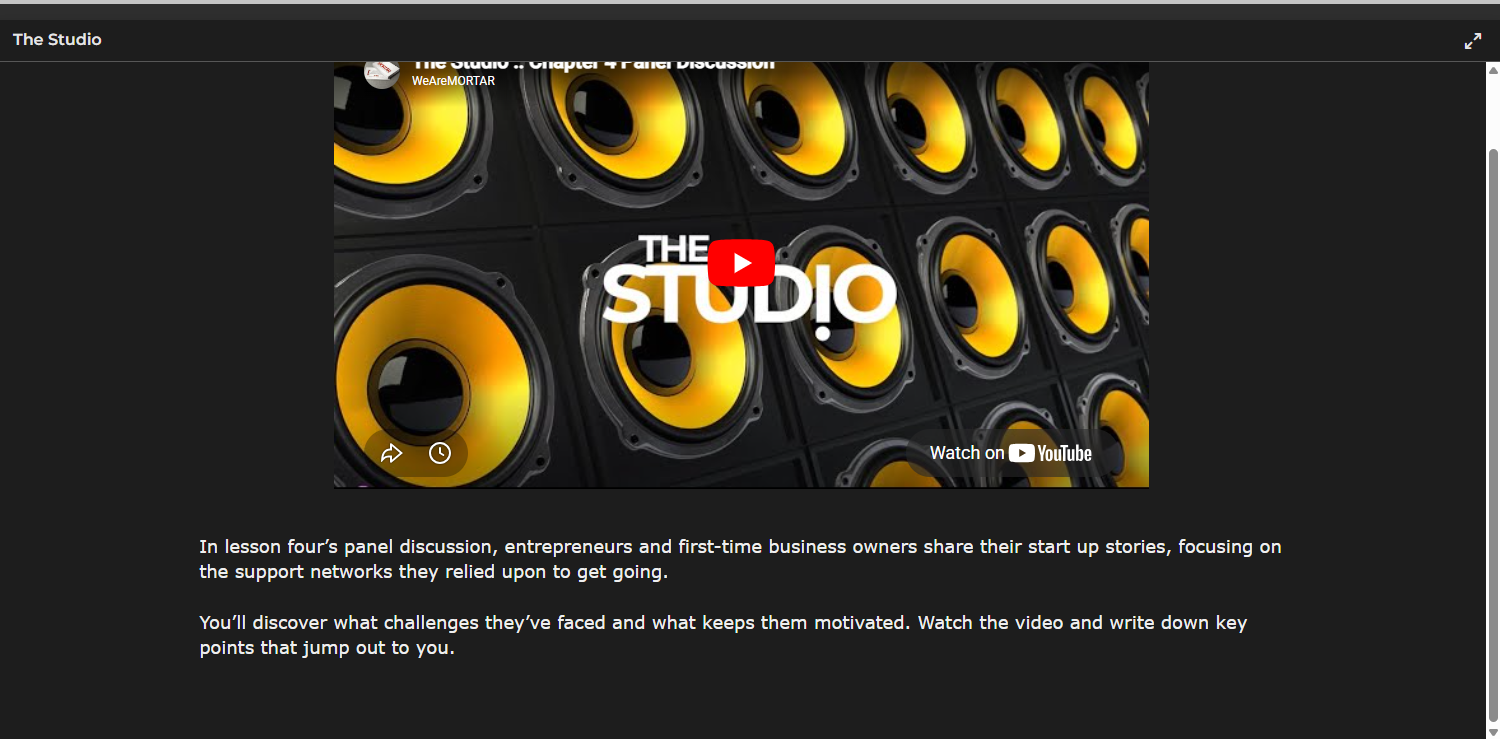 The Studio
The Studio :: Chapter 4 Panel Discussion
WeAreMORTAR
THE
STUDIO
Watch on YouTube
In lesson four’s panel discussion, entrepreneurs and first-time business owners share their start up stories, focusing on
the support networks they relied upon to get going.
You’ll discover what challenges they’ve faced and what keeps them motivated. Watch the video and write down key
points that jump out to you.